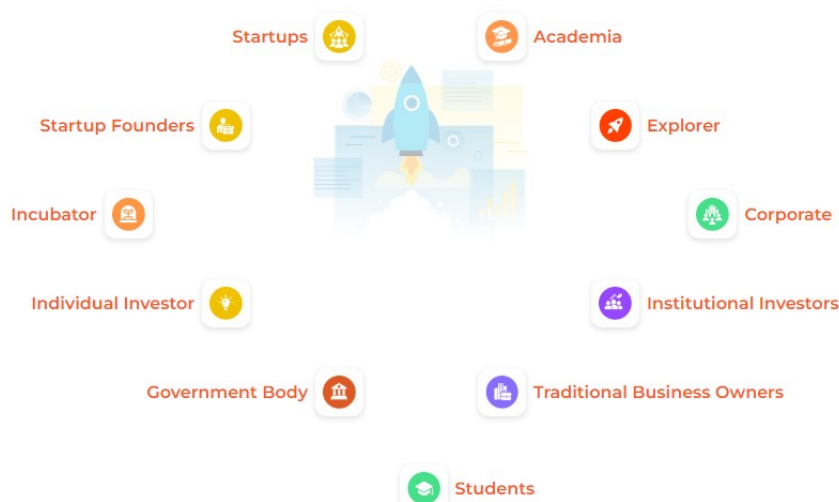 Startups
Academia
Startup Founders
Explorer
Incubator
Corporate
Individual Investor
Institutional Investors
Government Body
Traditional Business Owners
Students